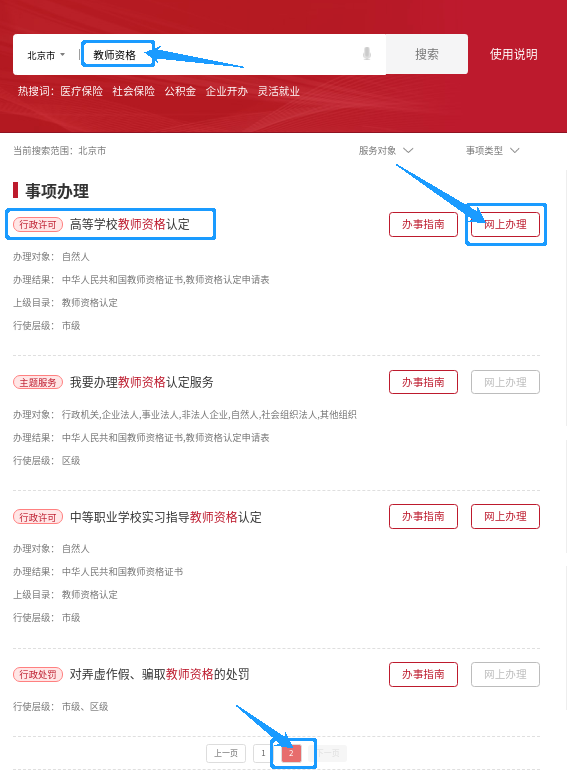 北京市 教师资格 搜索 使用说明
热搜词: 医疗保险 社会保险 公积金 企业开办 灵活就业
当前搜索范围: 北京市 服务对象 事项类型
事项办理
行政许可 高等学校教师资格认定 办事指南 网上办理
办理对象: 自然人
办理结果: 中华人民共和国教师资格证书,教师资格认定申请表
上级目录: 教师资格认定
行使层级: 市级
主题服务 我要办理教师资格认定服务 办事指南 网上办理
办理对象: 行政机关,企业法人,事业法人,非法人企业,自然人,社会组织法人,其他组织
办理结果: 中华人民共和国教师资格证书,教师资格认定申请表
行使层级: 区级
行政许可 中等职业学校实习指导教师资格认定 办事指南 网上办理
办理对象: 自然人
办理结果: 中华人民共和国教师资格证书
上级目录: 教师资格认定
行使层级: 市级
行政处罚 对弄虚作假、骗取教师资格的处罚 办事指南 网上办理
行使层级: 市级、区级
上一页 1 2 下一页